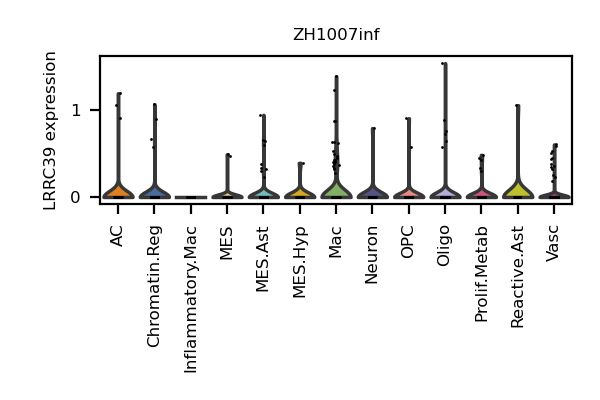 ZH1007inf
LRRC39 expression
1
0
AC
Chromatin.Reg
Inflammatory.Mac
MES
MES.Ast
MES.Hyp
Mac
Neuron
OPC
Oligo
Prolif.Metab
Reactive.Ast
Vasc